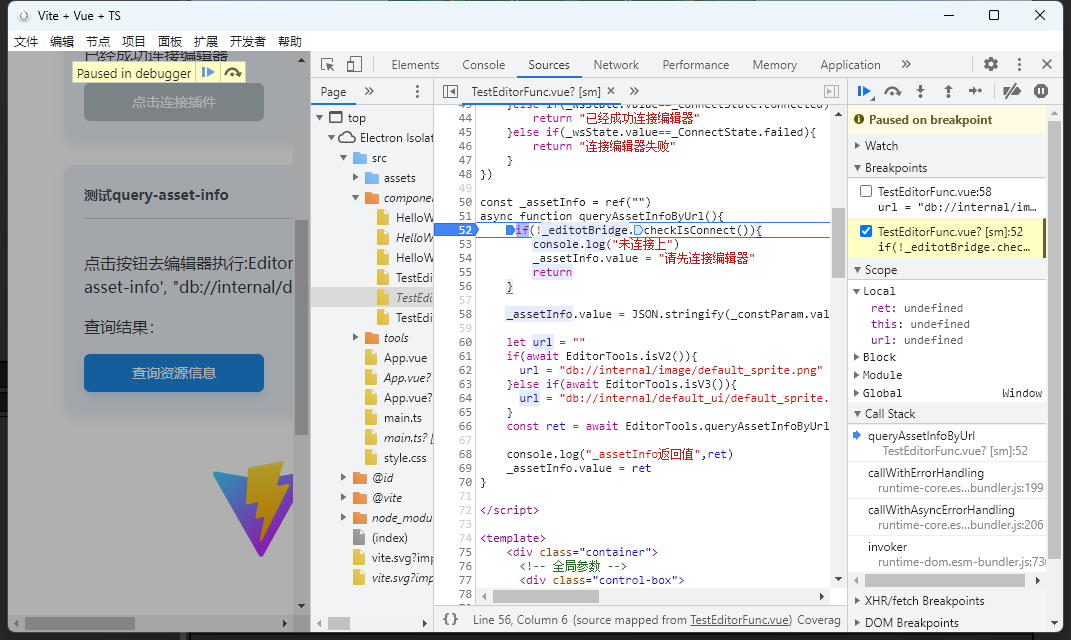 Vite + Vue + TS
文件 编辑 节点 项目 面板 扩展 开发者 帮助
已经成功连接编辑器
Paused in debugger
点击连接插件
测试query-asset-info
点击按钮去编辑器执行:Editor
asset-info', "db://internal/d
查询结果:
查询资源信息
Elements Console Sources Network Performance Memory Application »
Page »
top
Electron Isolat
src
assets
componen
HelloW
HelloW
HelloW
TestEdi
TestEdi
TestEdi
tools
App.vue
App.vue?
App.vue?
main.ts
main.ts? [
style.css
@id
@vite
node_modu
(index)
vite.svg?imp
vite.svg?imp
TestEditorFunc.vue? [sm] × »
43 }else if(_wsState.value==_ConnectState.connected)
44 return "已经成功连接编辑器"
45 }else if(_wsState.value==_ConnectState.failed){
46 return "连接编辑器失败"
47 }
48 })
49
50 const _assetInfo = ref("")
51 async function queryAssetInfoByUrl(){
52 if(!_editotBridge.checkIsConnect()){
53 console.log("未连接上")
54 _assetInfo.value = "请先连接编辑器"
55 return
56 }
57
58 _assetInfo.value = JSON.stringify(_constParam.val
59
60 let url = ""
61 if(await EditorTools.isV2()){
62 url = "db://internal/image/default_sprite.png"
63 }else if(await EditorTools.isV3()){
64 url = "db://internal/default_ui/default_sprite.
65 }
66 const ret = await EditorTools.queryAssetInfoByUrl
67
68 console.log("_assetInfo返回值",ret)
69 _assetInfo.value = ret
70 }
71
72 </script>
73
74 <template>
75 <div class="container">
76 <!-- 全局参数 -->
77 <div class="control-box">
78
{} Line 56, Column 6 (source mapped from TestEditorFunc.vue) Coverag
Paused on breakpoint
Watch
Breakpoints
TestEditorFunc.vue:58
url = "db://internal/im…
TestEditorFunc.vue? [sm]:52
if(!_editotBridge.chec…
Scope
Local
ret: undefined
this: undefined
url: undefined
Block
Module
Global Window
Call Stack
queryAssetInfoByUrl
TestEditorFunc.vue? [sm]:52
callWithErrorHandling
runtime-core.es…bundler.js:199
callWithAsyncErrorHandling
runtime-core.es…bundler.js:206
invoker
runtime-dom.esm-bundler.js:73
XHR/fetch Breakpoints
DOM Breakpoints